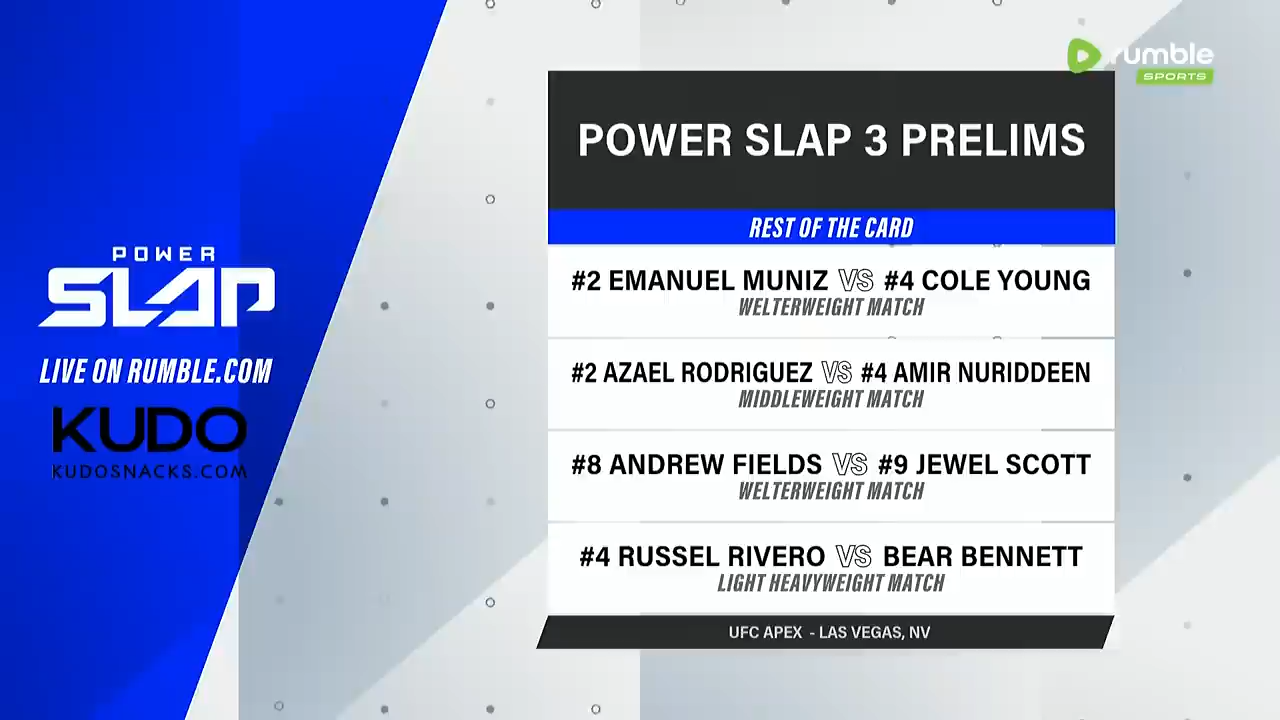 rumble
SPORTS
POWER SLAP 3 PRELIMS
REST OF THE CARD
#2 EMANUEL MUNIZ VS #4 COLE YOUNG
WELTERWEIGHT MATCH
#2 AZAEL RODRIGUEZ VS #4 AMIR NURIDDEEN
MIDDLEWEIGHT MATCH
#8 ANDREW FIELDS VS #9 JEWEL SCOTT
WELTERWEIGHT MATCH
#4 RUSSEL RIVERO VS BEAR BENNETT
LIGHT HEAVYWEIGHT MATCH
UFC APEX - LAS VEGAS, NV
POWER
SLAP
LIVE ON RUMBLE.COM
KUDO
KUDOSNACKS.COM